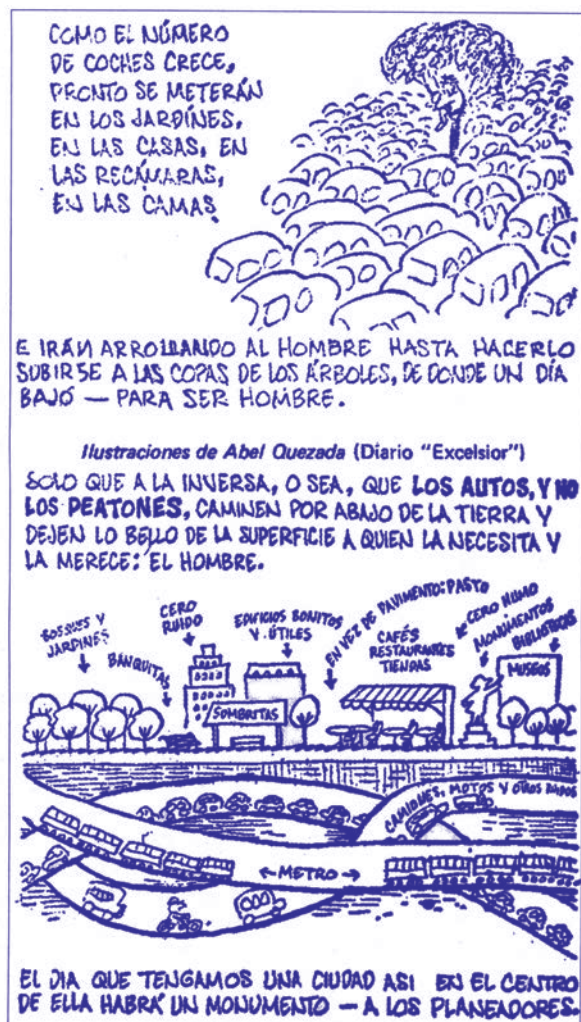 COMO EL NÚMERO
DE COCHES CRECE,
PRONTO SE METERÁN
EN LOS JARDÍNES,
EN LAS CASAS, EN
LAS RECÁMARAS,
EN LAS CAMAS
E IRÁN ARROLLANDO AL HOMBRE HASTA HACERLO
SUBIRSE A LAS COPAS DE LOS ÁRBOLES, DE DONDE UN DÍA
BAJÓ — PARA SER HOMBRE.
Ilustraciones de Abel Quezada (Diario "Excelsior")
SOLO QUE A LA INVERSA, O SEA, QUE LOS AUTOS, Y NO
LOS PEATONES, CAMINEN POR ABAJO DE LA TIERRA Y
DEJEN LO BELLO DE LA SUPERFICIE A QUIEN LA NECESITA Y
LA MERECE: EL HOMBRE.
BOSQUES Y
JARDINES
BANQUITAS
CERO
RUIDO
SOMBRITAS
EDIFICIOS BONITOS
Y ÚTILES
EN VEZ DE PAVIMENTO: PASTO
CAFÉS
RESTAURANTES
TIENDAS
CERO HUMO
MONUMENTOS
BIBLIOTECAS
MUSEOS
CAMIONES, MOTOS Y OTROS RUIDOS
←METRO→
EL DIA QUE TENGAMOS UNA CIUDAD ASI EN EL CENTRO
DE ELLA HABRÁ UN MONUMENTO — A LOS PLANEADORES.